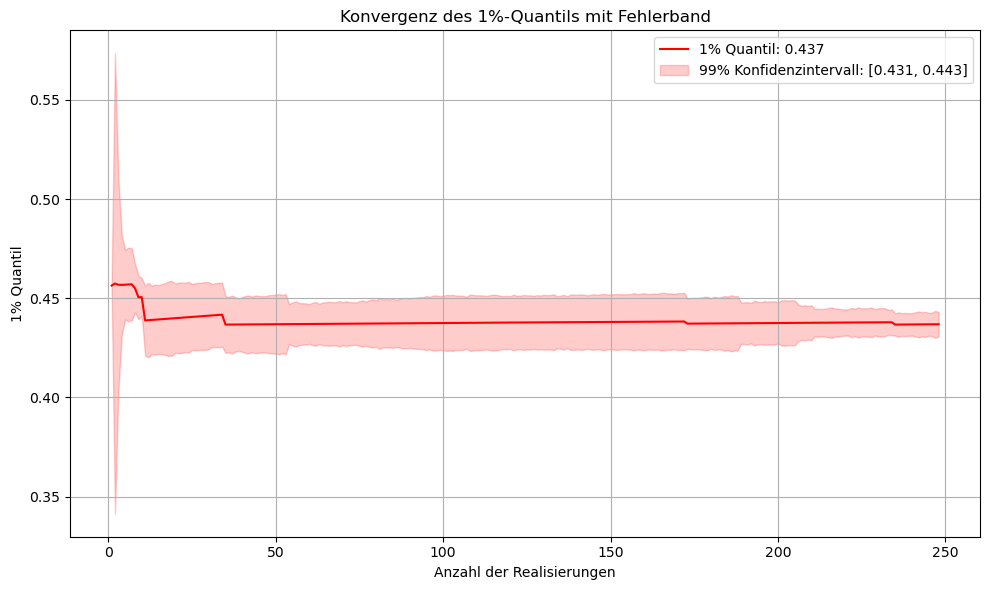 Konvergenz des 1%-Quantils mit Fehlerband
1% Quantil: 0.437
99% Konfidenzintervall: [0.431, 0.443]
1% Quantil
0.55
0.50
0.45
0.40
0.35
0
50
100
150
200
250
Anzahl der Realisierungen